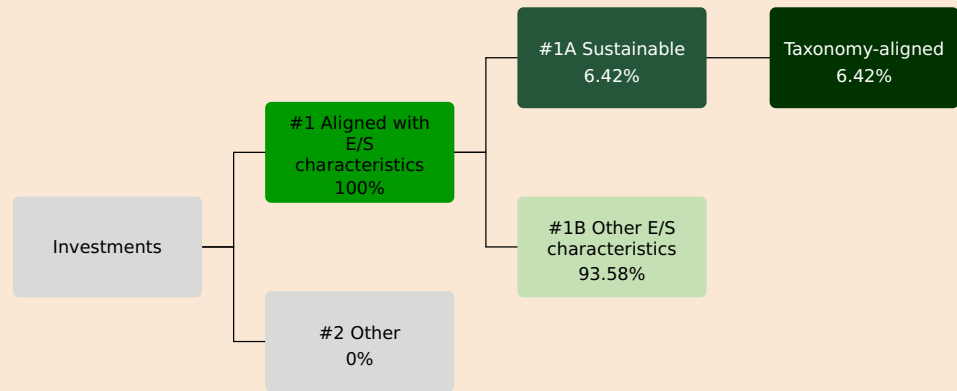 #1A Sustainable
6.42%
Taxonomy-aligned
6.42%
#1 Aligned with
E/S
characteristics
100%
Investments
#1B Other E/S
characteristics
93.58%
#2 Other
0%